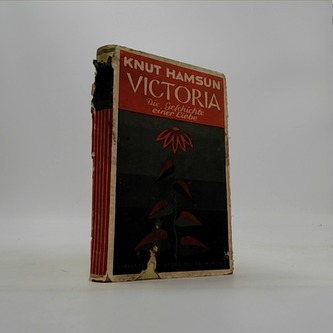 KNUT HAMSUN
VICTORIA
Die Geschichte
einer Liebe